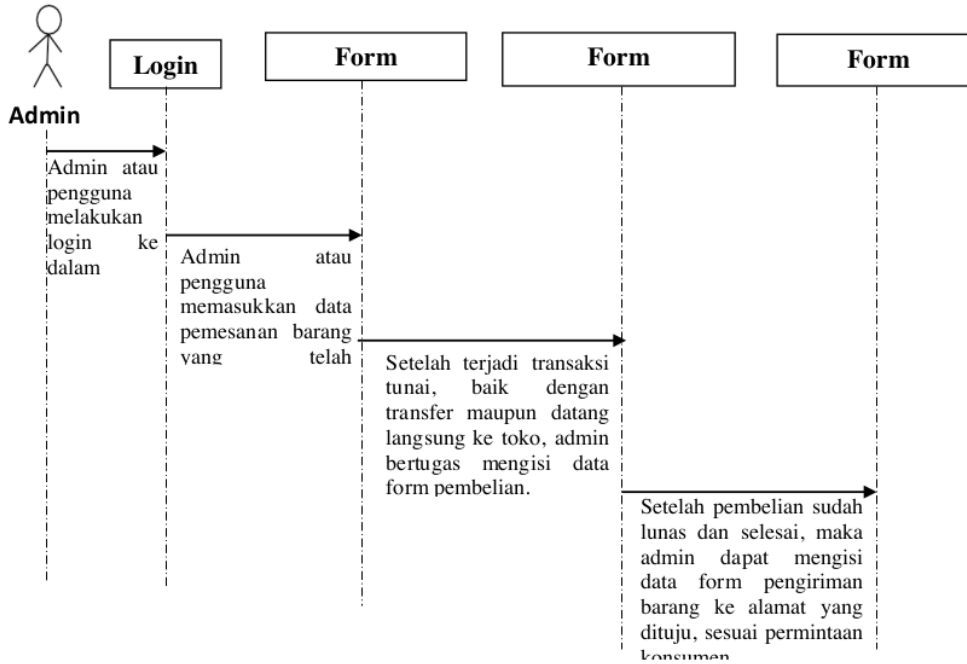 Login
Form
Form
Form
Admin
Admin atau
pengguna
melakukan
login ke
dalam
Admin atau
pengguna
memasukkan data
pemesanan barang
yang telah
Setelah terjadi transaksi
tunai, baik dengan
transfer maupun datang
langsung ke toko, admin
bertugas mengisi data
form pembelian.
Setelah pembelian sudah
lunas dan selesai, maka
admin dapat mengisi
data form pengiriman
barang ke alamat yang
dituju, sesuai permintaan
konsumen